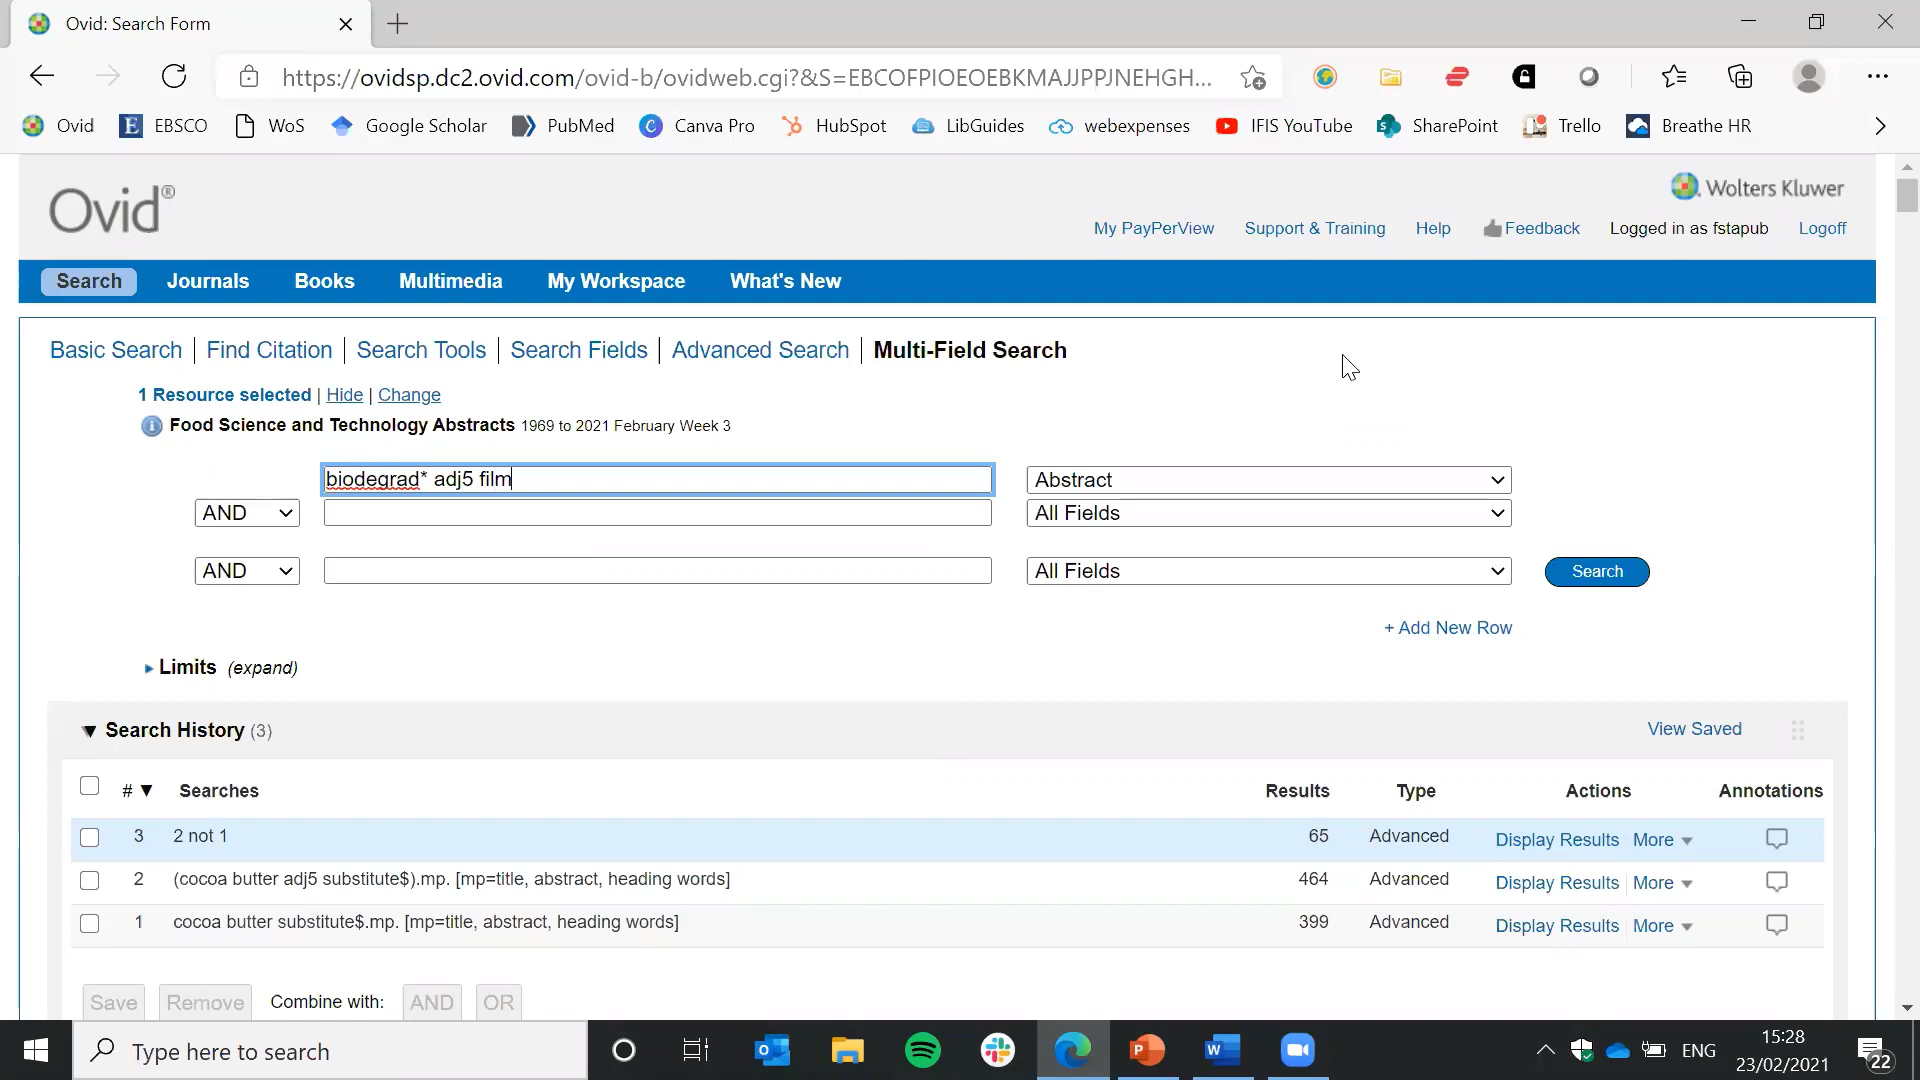 Ovid: Search Form
https://ovidsp.dc2.ovid.com/ovid-b/ovidweb.cgi?&S=EBCOFPIOEOEBKMAJJPPJNEHGH...
Ovid EBSCO WoS Google Scholar PubMed Canva Pro HubSpot LibGuides webexpenses IFIS YouTube SharePoint Trello Breathe HR
Ovid®
Wolters Kluwer
My PayPerView Support & Training Help Feedback Logged in as fstapub Logoff
Search Journals Books Multimedia My Workspace What's New
Basic Search | Find Citation | Search Tools | Search Fields | Advanced Search | Multi-Field Search
1 Resource selected | Hide | Change
Food Science and Technology Abstracts 1969 to 2021 February Week 3
biodegrad* adj5 film Abstract
AND All Fields
AND All Fields Search
+ Add New Row
Limits (expand)
Search History (3) View Saved
# ▼ Searches Results Type Actions Annotations
3 2 not 1 65 Advanced Display Results More
2 (cocoa butter adj5 substitute$).mp. [mp=title, abstract, heading words] 464 Advanced Display Results More
1 cocoa butter substitute$.mp. [mp=title, abstract, heading words] 399 Advanced Display Results More
Save Remove Combine with: AND OR
Type here to search
ENG
15:28
23/02/2021
22